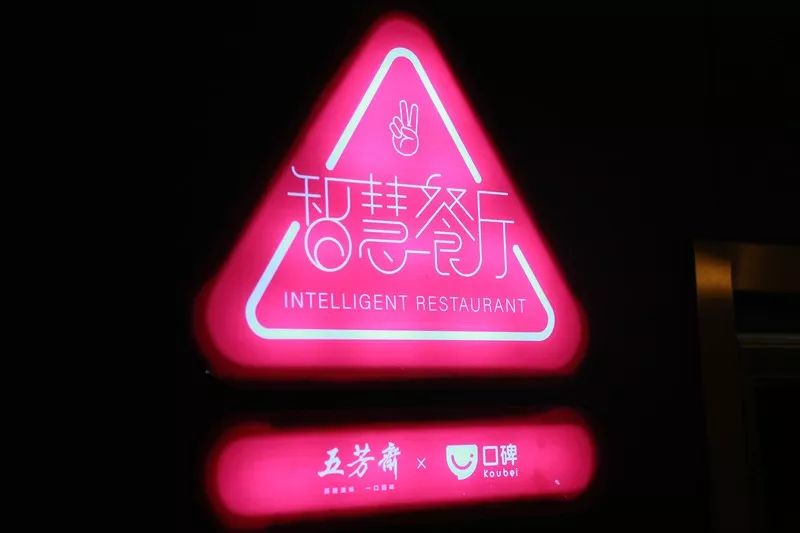 智慧餐厅
INTELLIGENT RESTAURANT
五芳斋 × 口碑
Koubei